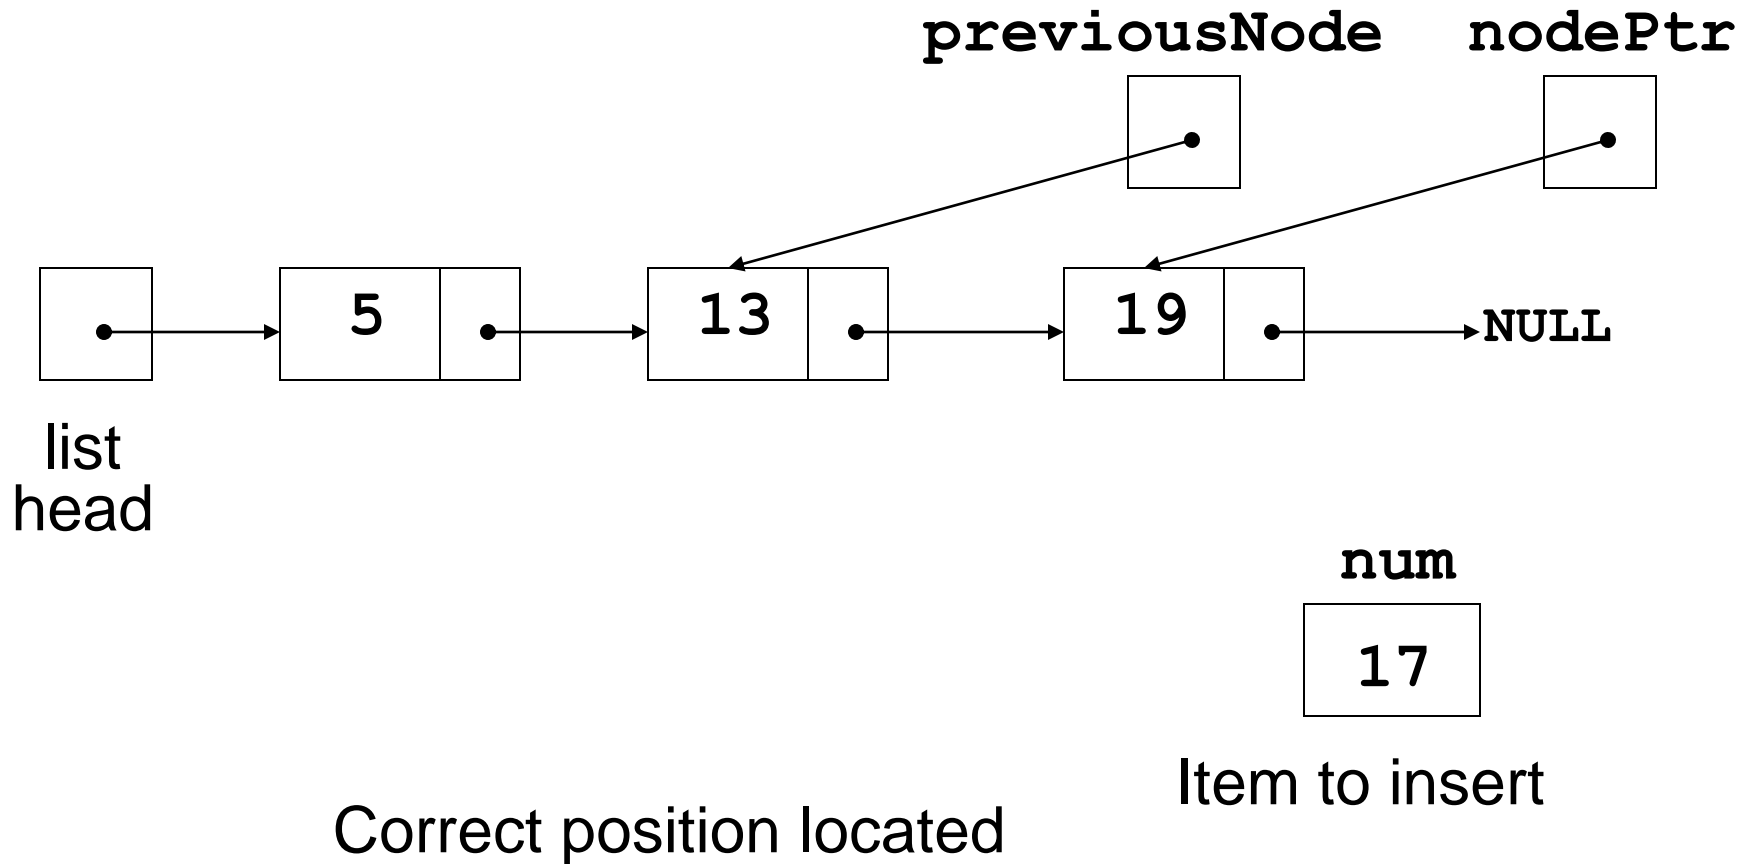 previousNode nodePtr
5 13 19 NULL
list
head
num
17
Item to insert
Correct position located